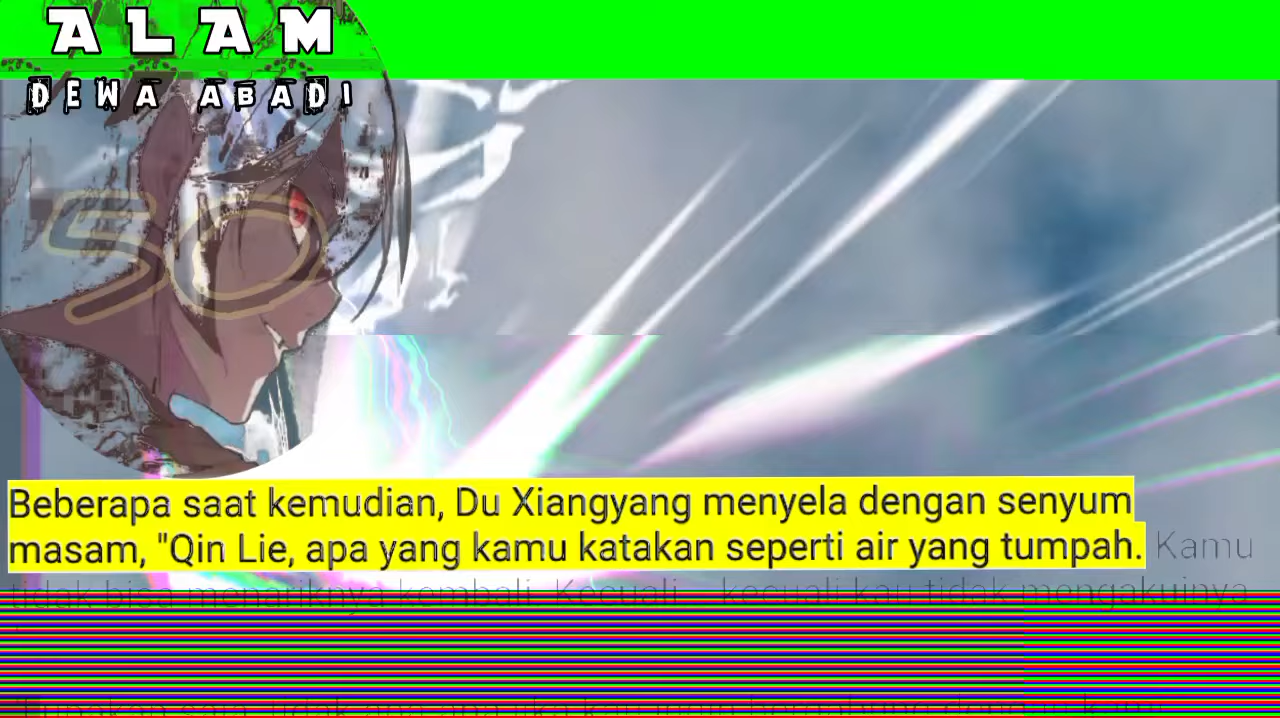 ALAM
DEWA ABADI
50
Beberapa saat kemudian, Du Xiangyang menyela dengan senyum
masam, "Qin Lie, apa yang kamu katakan seperti air yang tumpah. Kamu
tidak bisa menariknya kembali. Kecuali... kecuali kau tidak mengakuinya